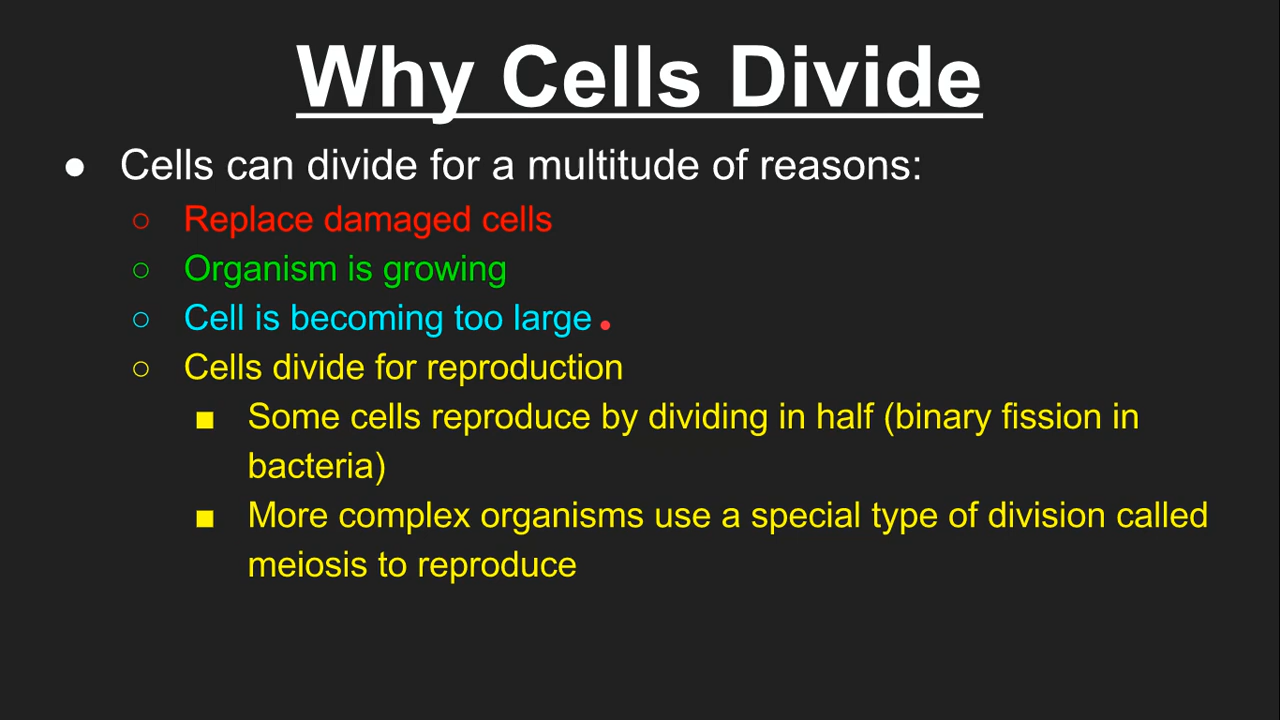 Why Cells Divide
● Cells can divide for a multitude of reasons:
○ Replace damaged cells
○ Organism is growing
○ Cell is becoming too large
○ Cells divide for reproduction
■ Some cells reproduce by dividing in half (binary fission in
bacteria)
■ More complex organisms use a special type of division called
meiosis to reproduce